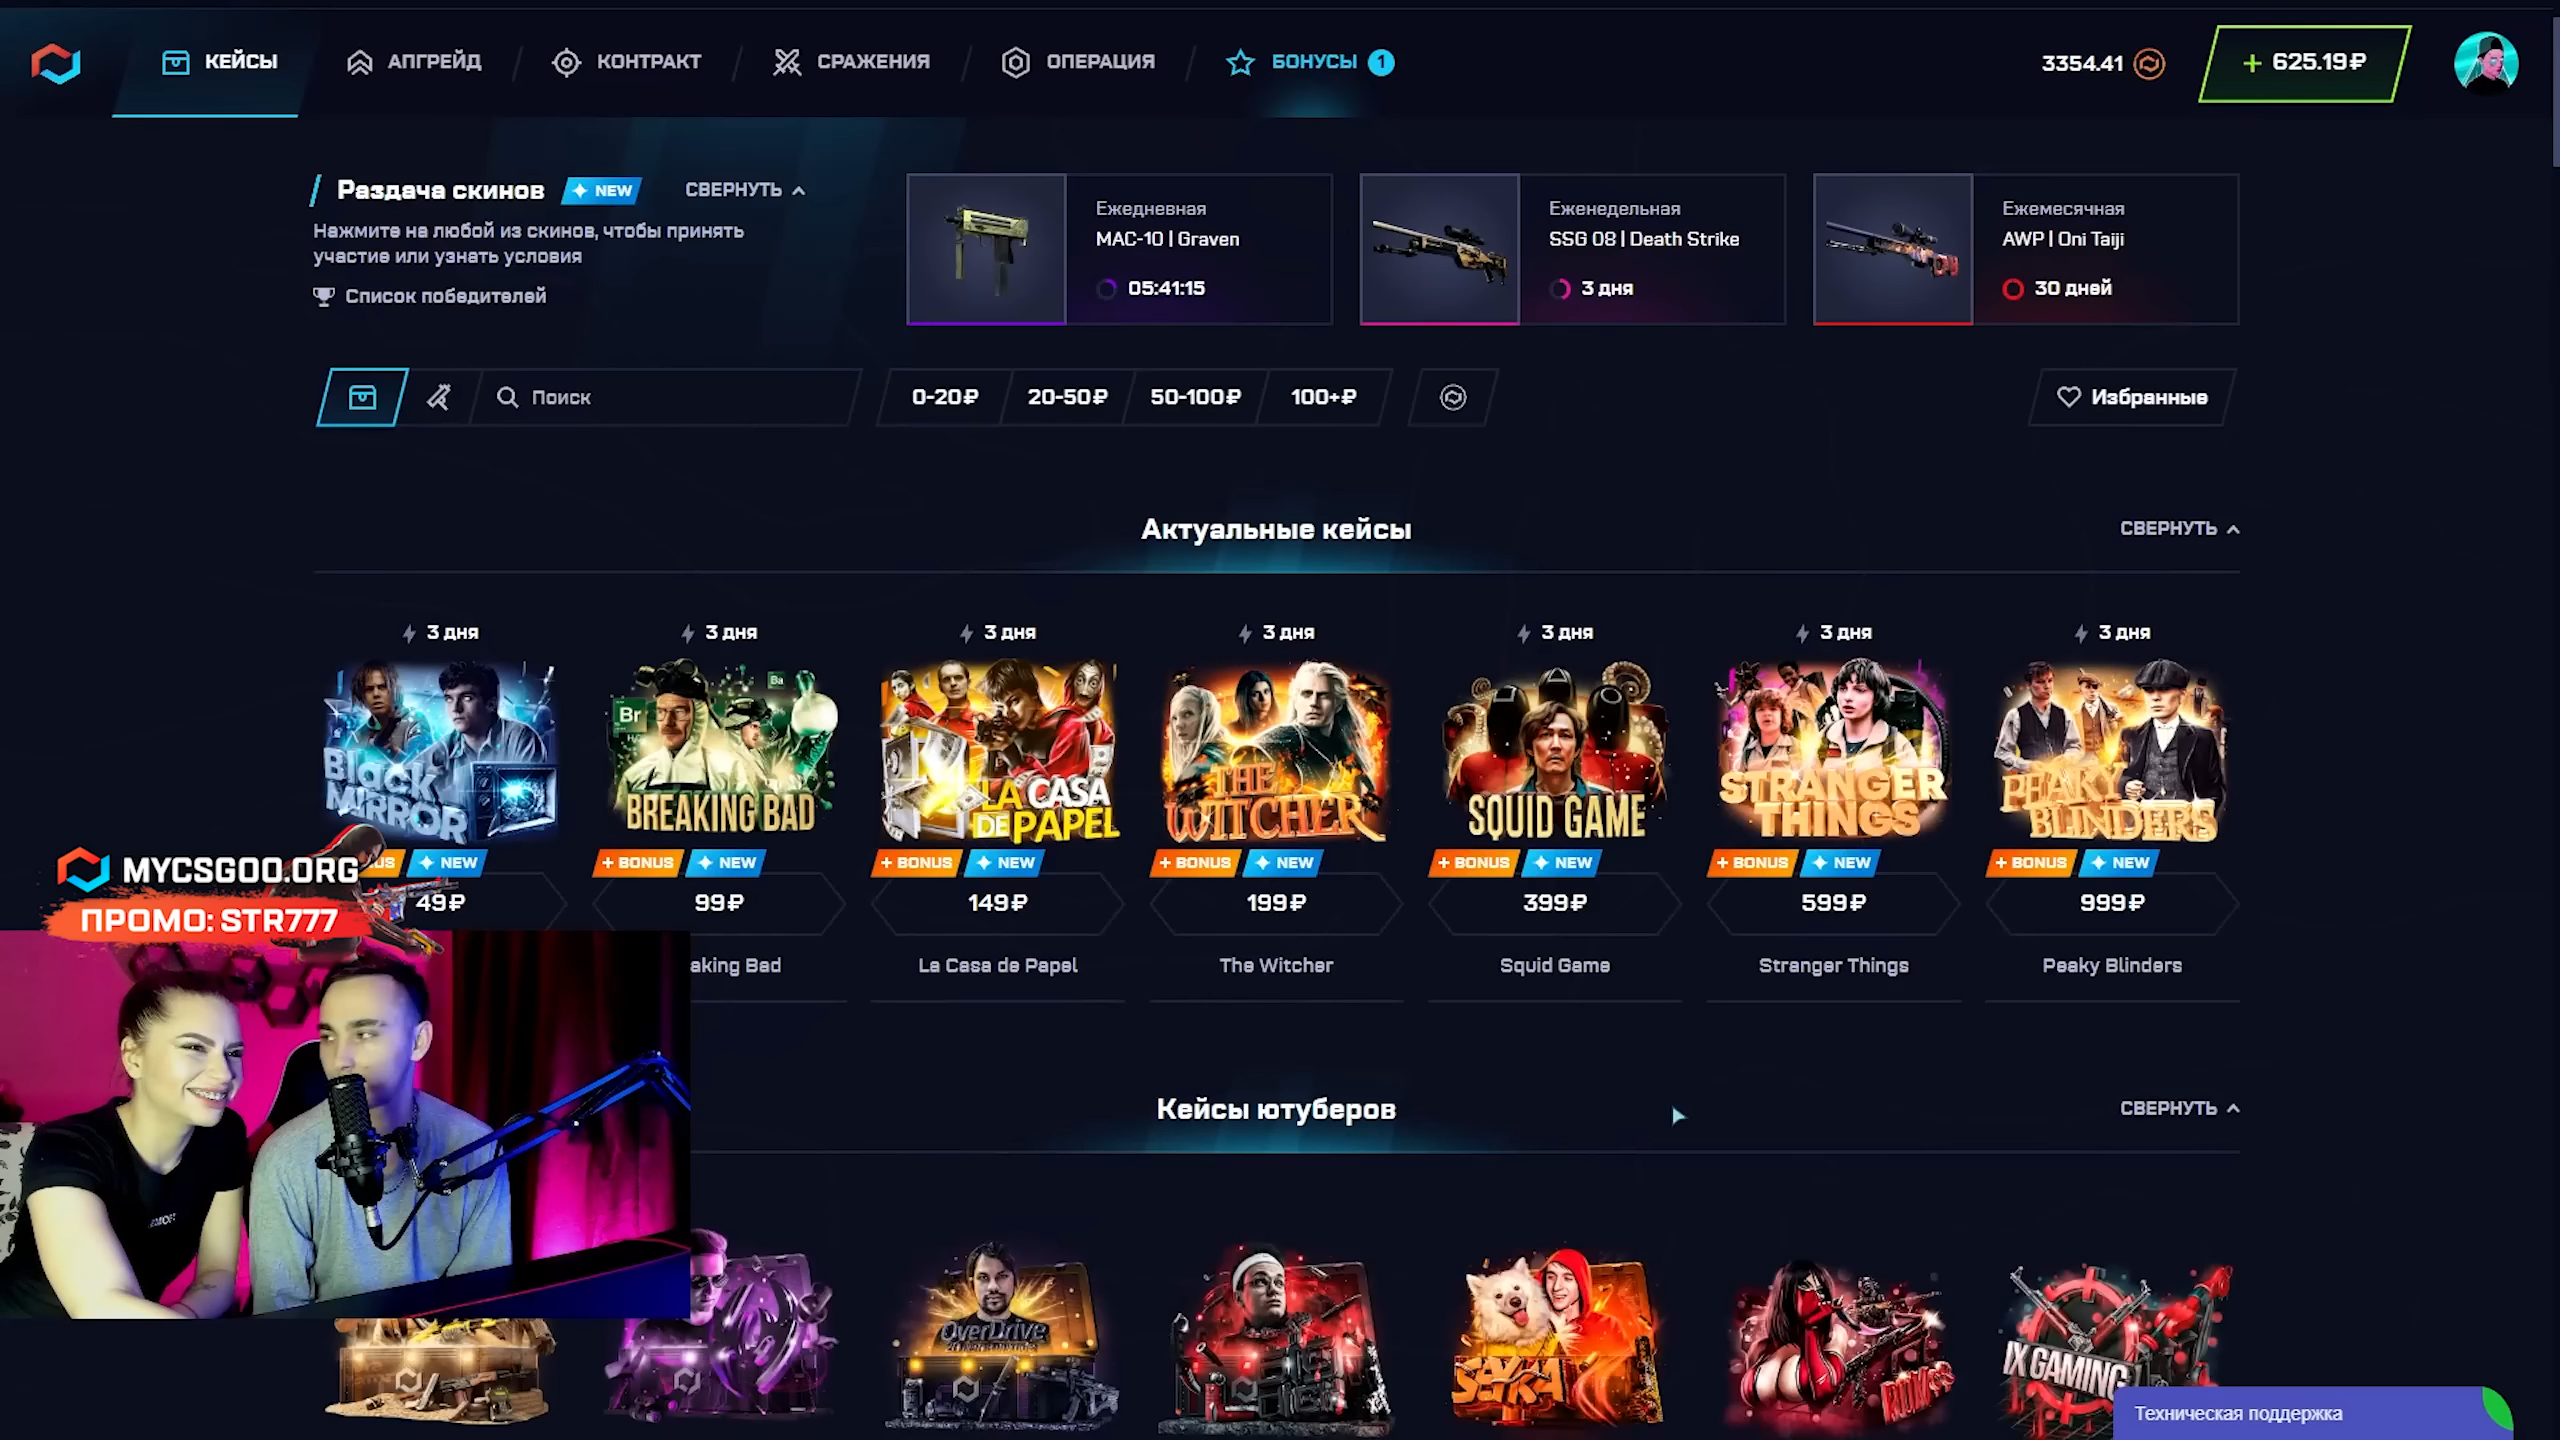 КЕЙСЫ
АПГРЕЙД
КОНТРАКТ
СРАЖЕНИЯ
ОПЕРАЦИЯ
БОНУСЫ 1
3354.41
+ 625.19₽
Раздача скинов
NEW
СВЕРНУТЬ
Нажмите на любой из скинов, чтобы принять
участие или узнать условия
Список победителей
Ежедневная
MAC-10 | Graven
05:41:15
Еженедельная
SSG 08 | Death Strike
3 дня
Ежемесячная
AWP | Oni Taiji
30 дней
Поиск
0-20₽
20-50₽
50-100₽
100+₽
Избранные
Актуальные кейсы
СВЕРНУТЬ
3 дня
3 дня
3 дня
3 дня
3 дня
3 дня
3 дня
Black
MIRROR
Br
Ba
BREAKING BAD
LA CASA
DE PAPEL
THE
WITCHER
SQUID GAME
STRANGER
THINGS
PEAKY
BLINDERS
NEW
+ BONUS NEW
+ BONUS NEW
+ BONUS NEW
+ BONUS NEW
+ BONUS NEW
+ BONUS NEW
49₽
99₽
149₽
199₽
399₽
599₽
999₽
MYCSGOO.ORG
ПРОМО: STR777
aking Bad
La Casa de Papel
The Witcher
Squid Game
Stranger Things
Peaky Blinders
Кейсы ютуберов
СВЕРНУТЬ
OverDrive
IX GAMING
Техническая поддержка